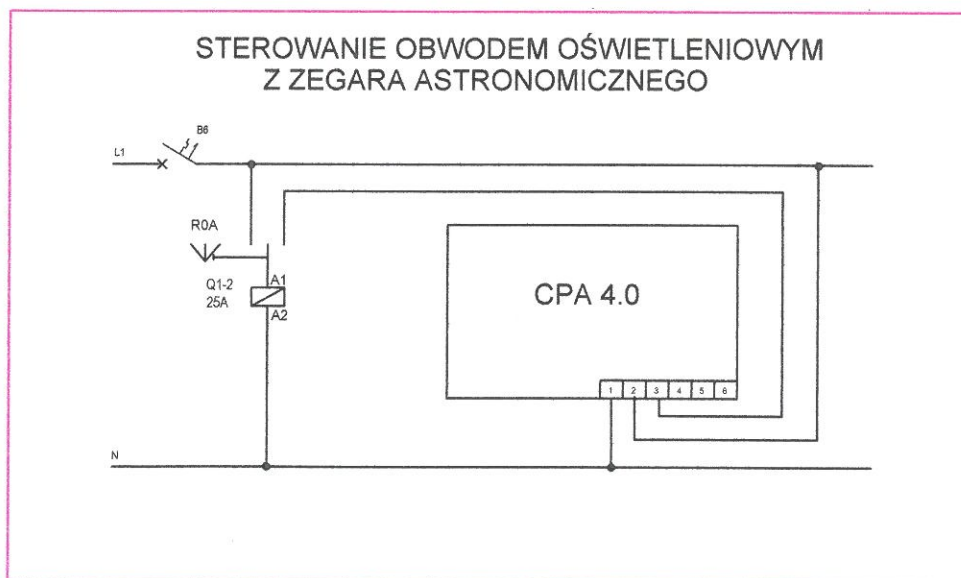 STEROWANIE OBWODEM OŚWIETLENIOWYM
Z ZEGARA ASTRONOMICZNEGO
B6
L1
R0A
Q1-2
25A
A1
A2
CPA 4.0
1 2 3 4 5 6
N